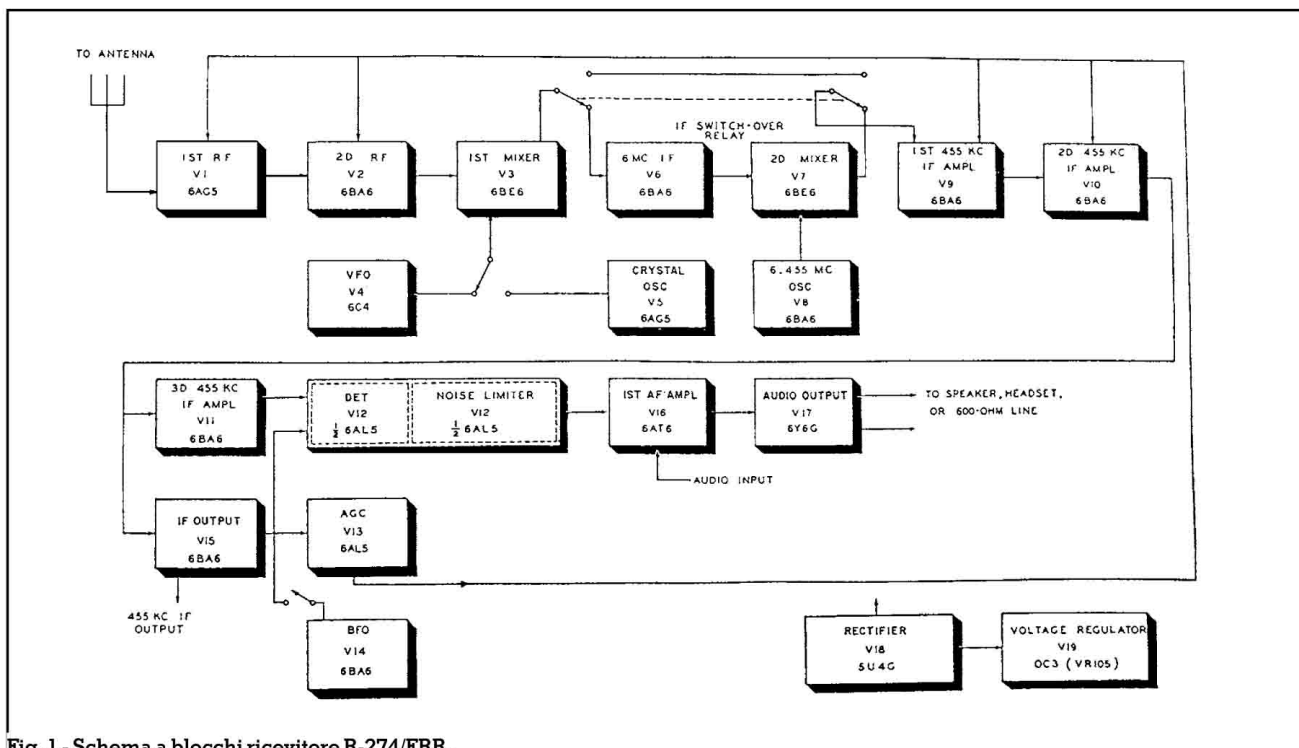 TO ANTENNA
1ST RF
V1
6AG5
2D RF
V2
6BA6
1ST MIXER
V3
6BE6
IF SWITCH-OVER
RELAY
6MC IF
V6
6BA6
2D MIXER
V7
6BE6
1ST 455 KC
IF AMPL
V9
6BA6
2D 455 KC
IF AMPL
V10
6BA6
VFO
V4
6C4
CRYSTAL
OSC
V5
6AG5
6.455 MC
OSC
V8
6BA6
3D 455 KC
IF AMPL
V11
6BA6
DET
V12
½ 6AL5
NOISE LIMITER
V12
½ 6AL5
1ST AF AMPL
V16
6AT6
AUDIO OUTPUT
V17
6Y6G
TO SPEAKER, HEADSET,
OR 600-OHM LINE
AUDIO INPUT
IF OUTPUT
V15
6BA6
AGC
V13
6AL5
455 KC IF
OUTPUT
BFO
V14
6BA6
RECTIFIER
V18
5U4G
VOLTAGE REGULATOR
V19
OC3 (VR105)
Fig. 1 - Schema a blocchi ricevitore R-274/FRR